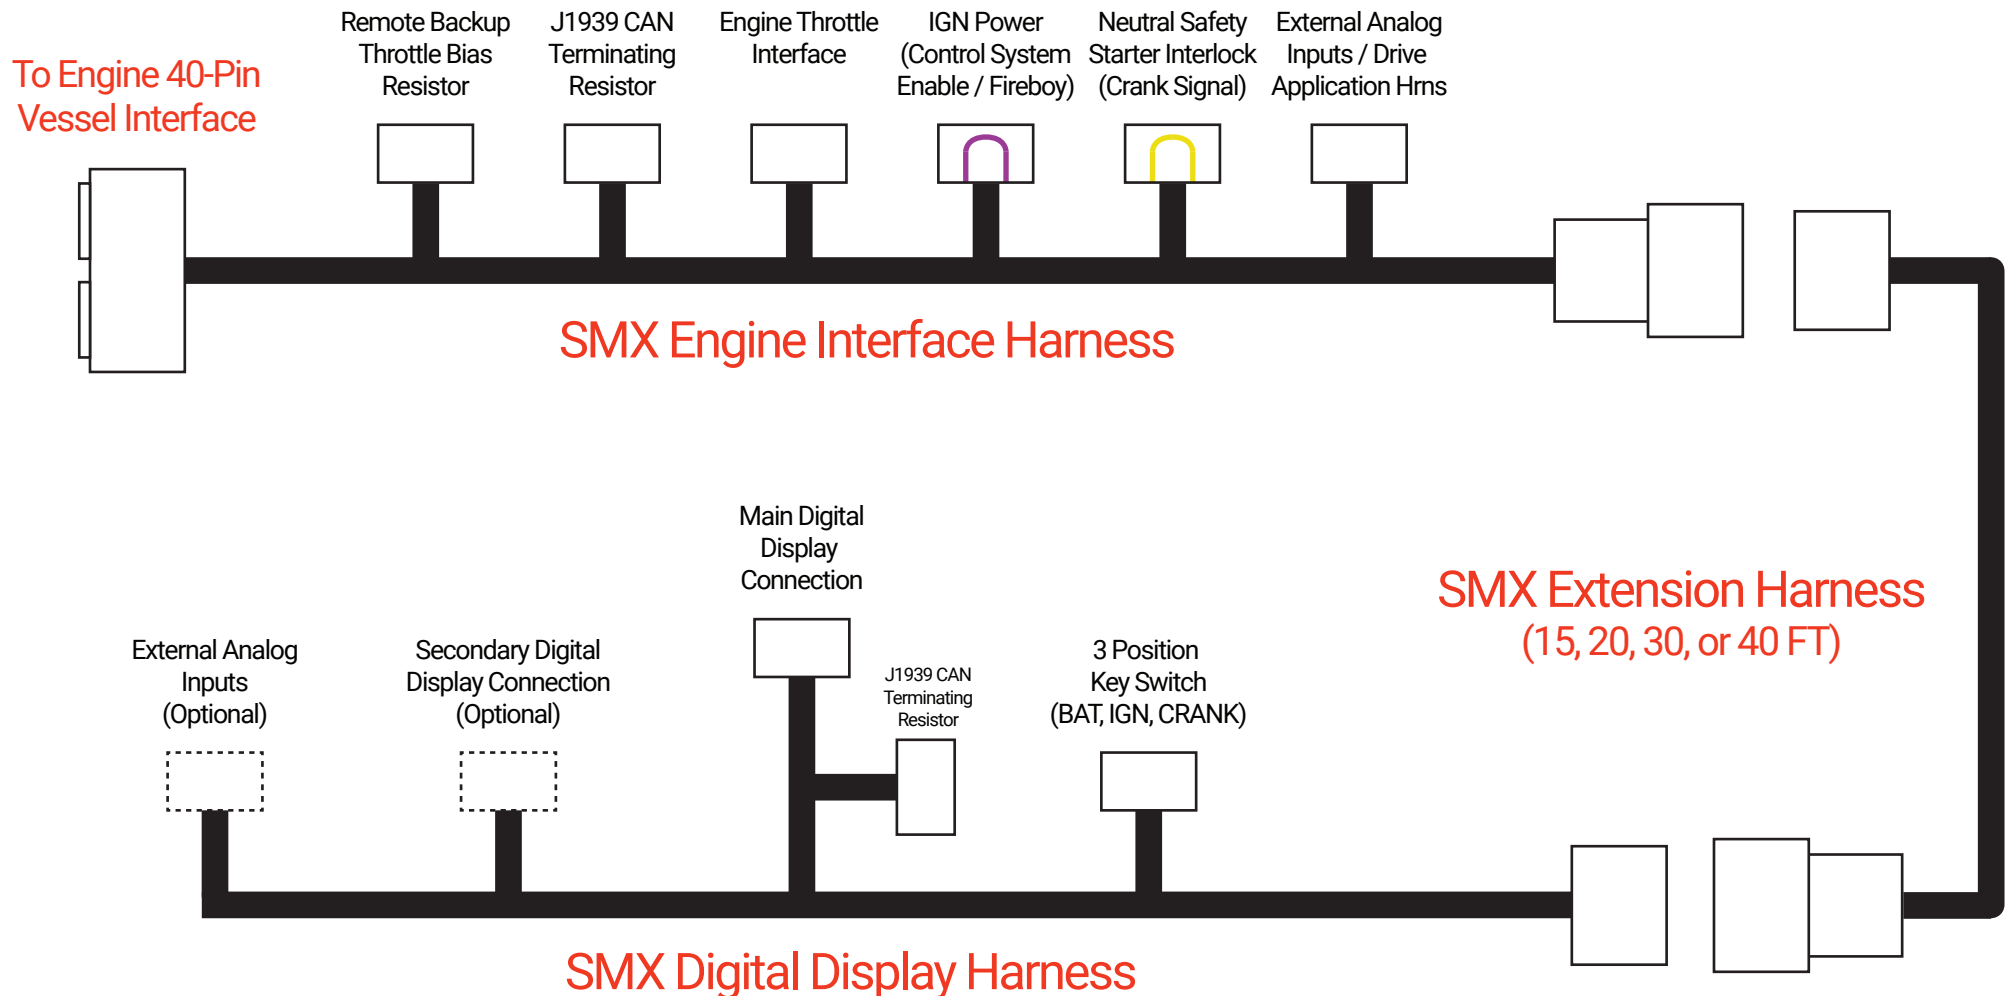 To Engine 40-Pin
Vessel Interface
Remote Backup
Throttle Bias
Resistor
J1939 CAN
Terminating
Resistor
Engine Throttle
Interface
IGN Power
(Control System
Enable / Fireboy)
Neutral Safety
Starter Interlock
(Crank Signal)
External Analog
Inputs / Drive
Application Hrns
SMX Engine Interface Harness
SMX Extension Harness
(15, 20, 30, or 40 FT)
External Analog
Inputs
(Optional)
Secondary Digital
Display Connection
(Optional)
Main Digital
Display
Connection
J1939 CAN
Terminating
Resistor
3 Position
Key Switch
(BAT, IGN, CRANK)
SMX Digital Display Harness